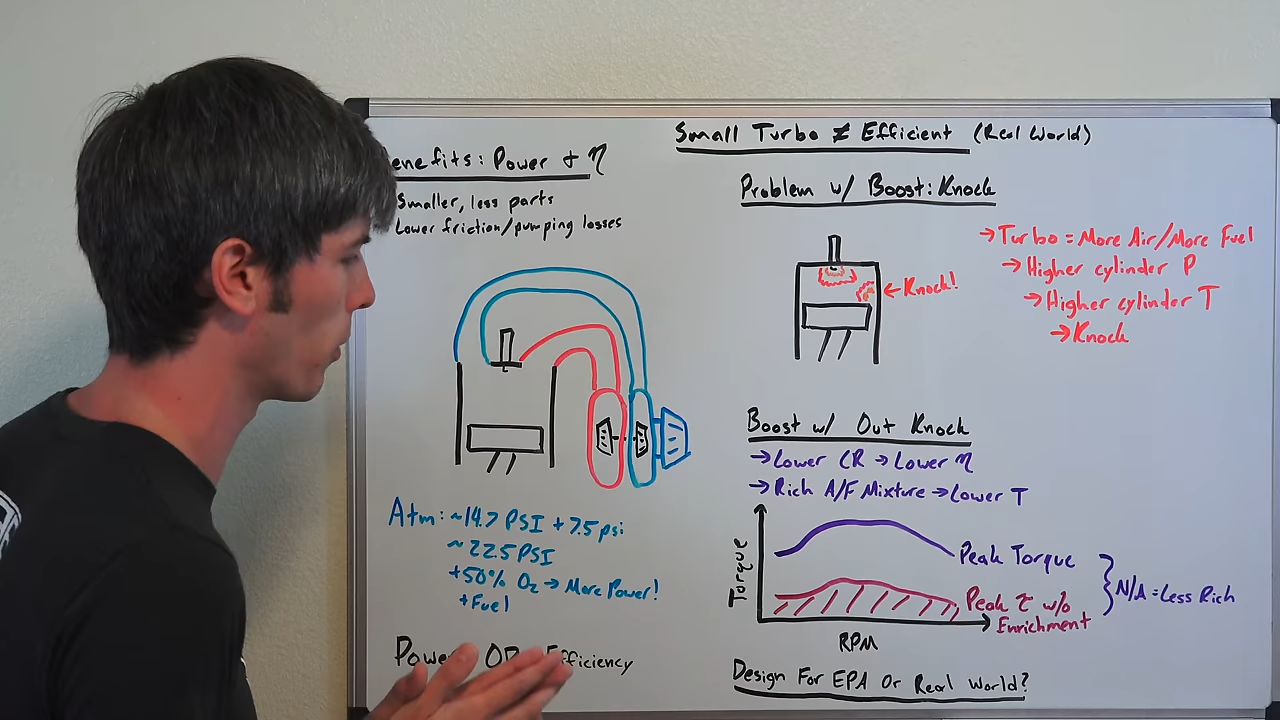 Small Turbo ≠ Efficient (Real World)
enefits: Power + η
Smaller, less parts
Lower friction/pumping losses
Atm: ~14.7 PSI + 7.5 psi
~22.5 PSI
+50% O₂ → More Power!
+Fuel
Power OR Efficiency
Problem w/ Boost: Knock
← Knock!
→ Turbo = More Air/More Fuel
→ Higher cylinder P
→ Higher cylinder T
→ Knock
Boost w/ Out Knock
→ Lower CR → Lower η
→ Rich A/F Mixture → Lower T
Torque
Peak Torque
Peak τ w/o
Enrichment
N/A = Less Rich
RPM
Design For EPA Or Real World?